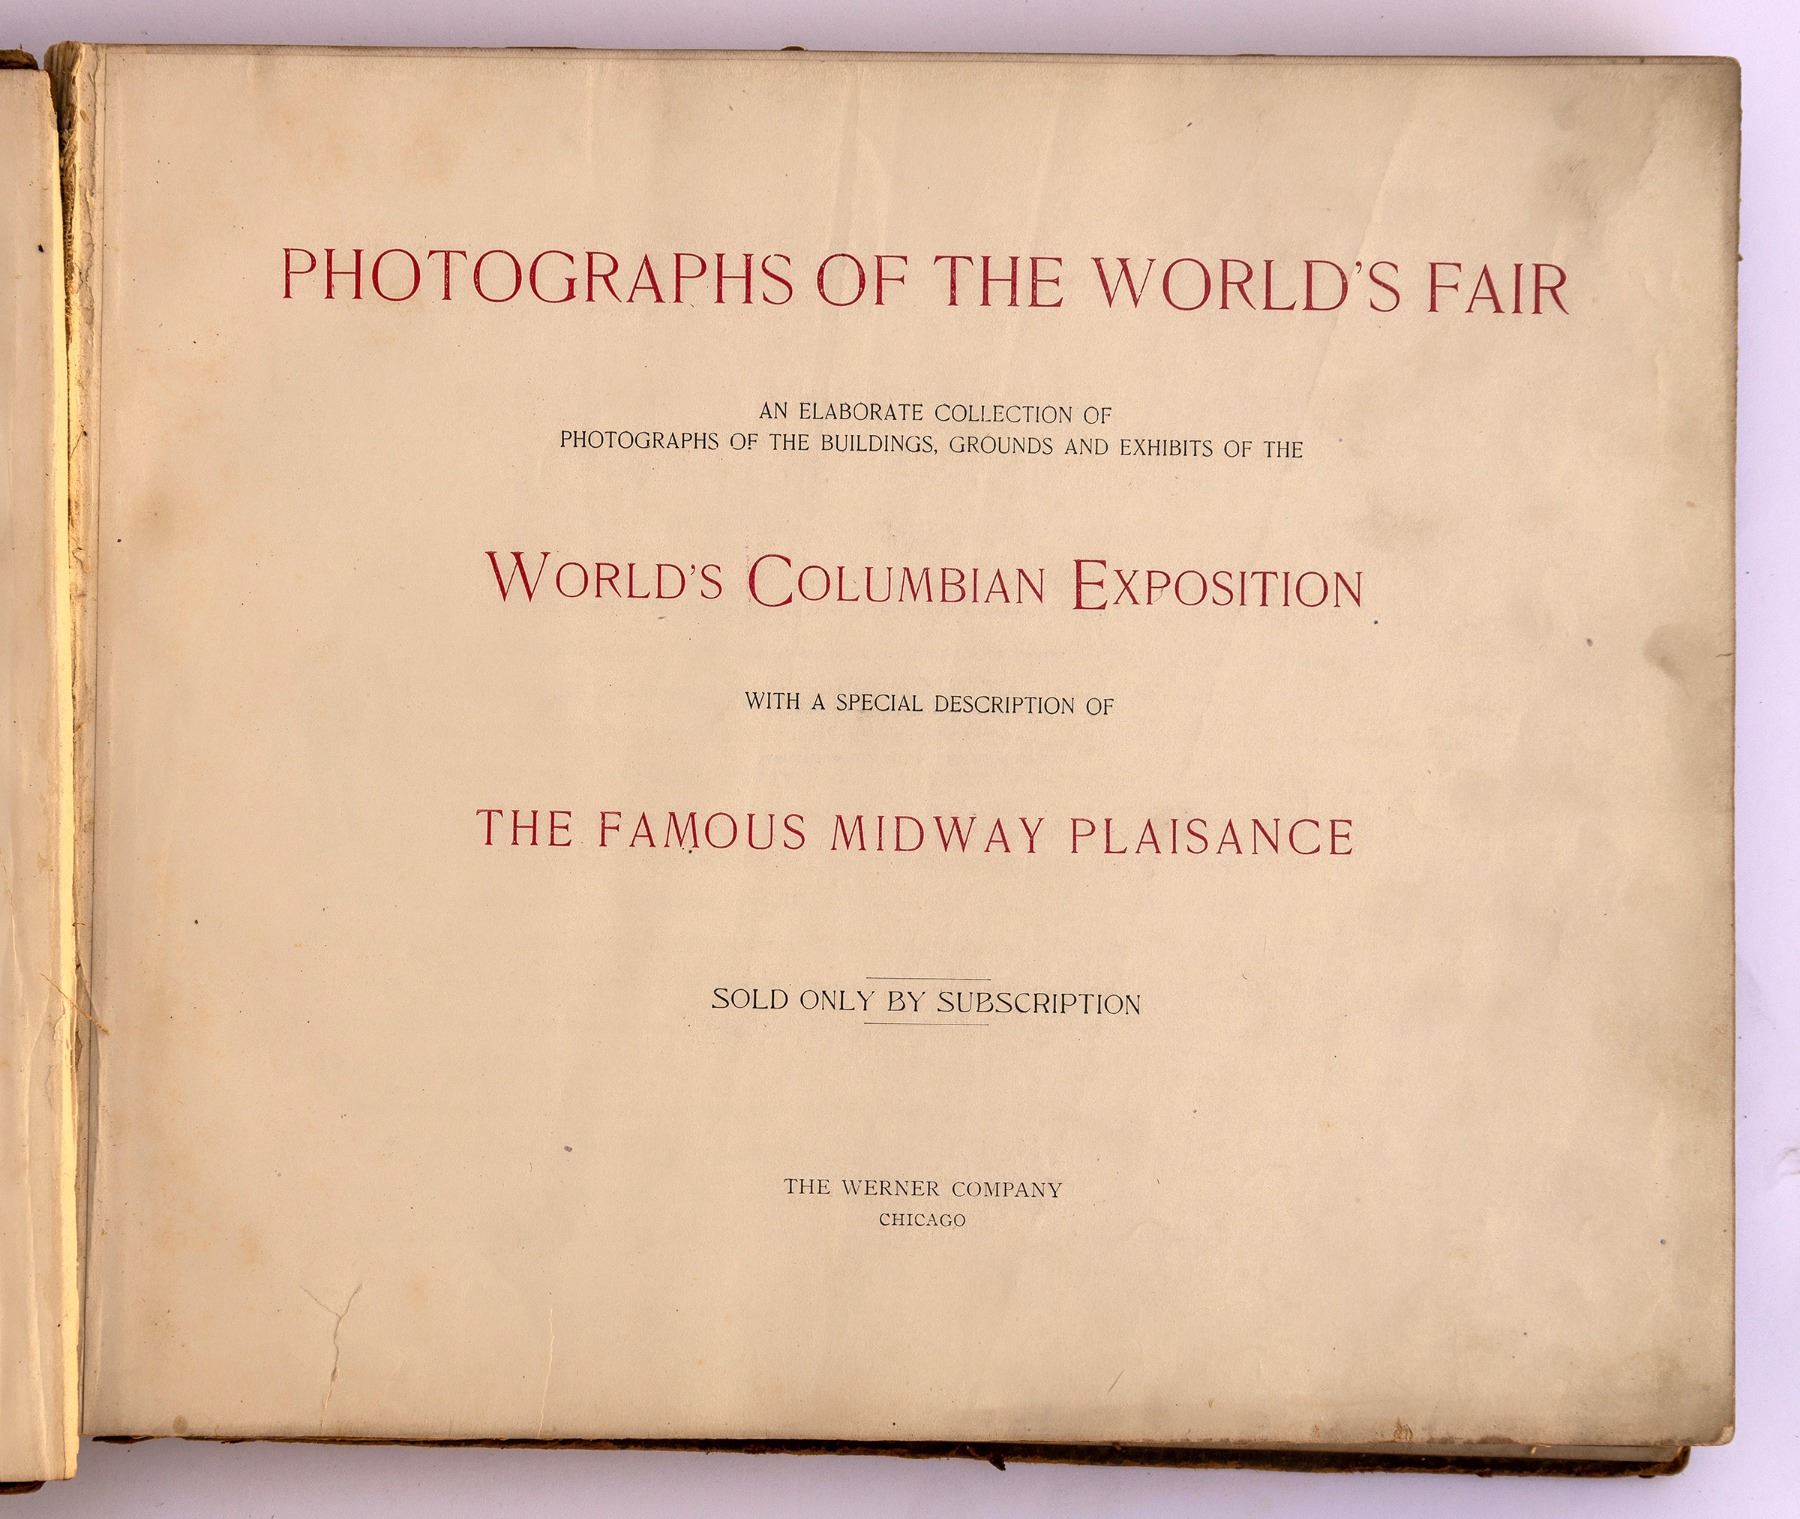 PHOTOGRAPHS OF THE WORLD'S FAIR
AN ELABORATE COLLECTION OF
PHOTOGRAPHS OF THE BUILDINGS, GROUNDS AND EXHIBITS OF THE
WORLD'S COLUMBIAN EXPOSITION
WITH A SPECIAL DESCRIPTION OF
THE FAMOUS MIDWAY PLAISANCE
SOLD ONLY BY SUBSCRIPTION
THE WERNER COMPANY
CHICAGO